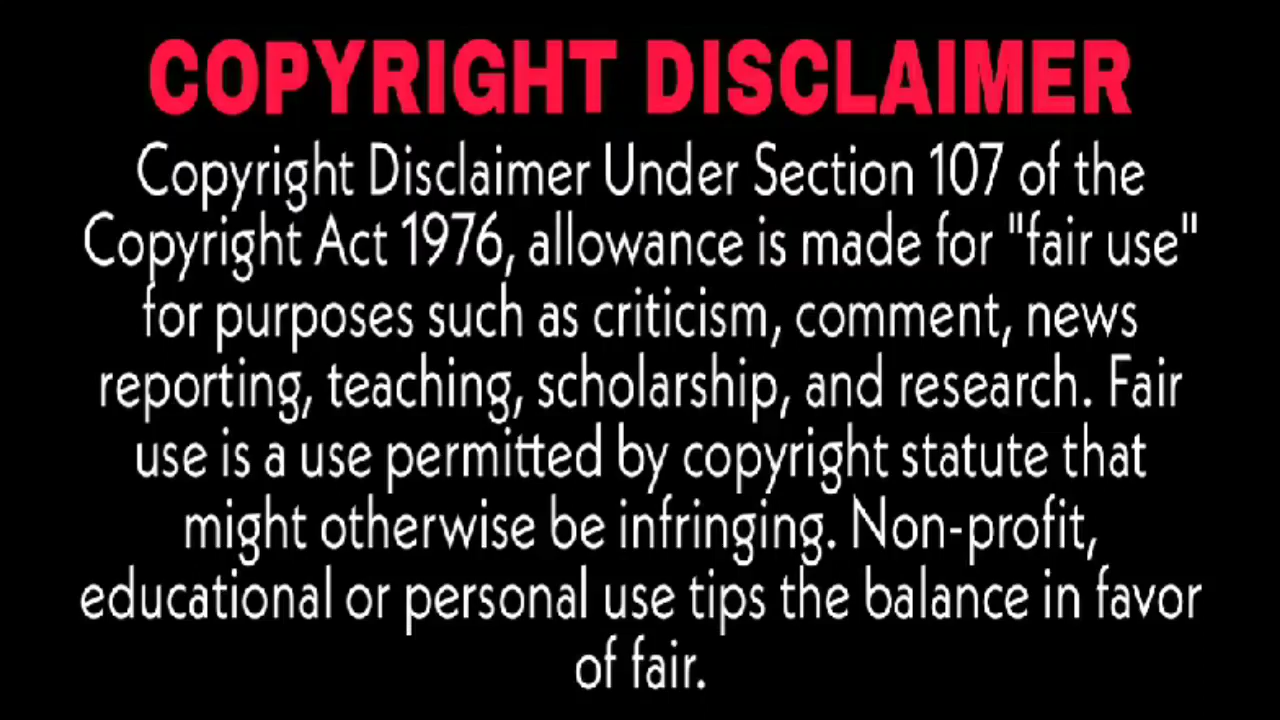 COPYRIGHT DISCLAIMER
Copyright Disclaimer Under Section 107 of the
Copyright Act 1976, allowance is made for "fair use"
for purposes such as criticism, comment, news
reporting, teaching, scholarship, and research. Fair
use is a use permitted by copyright statute that
might otherwise be infringing. Non-profit,
educational or personal use tips the balance in favor
of fair.